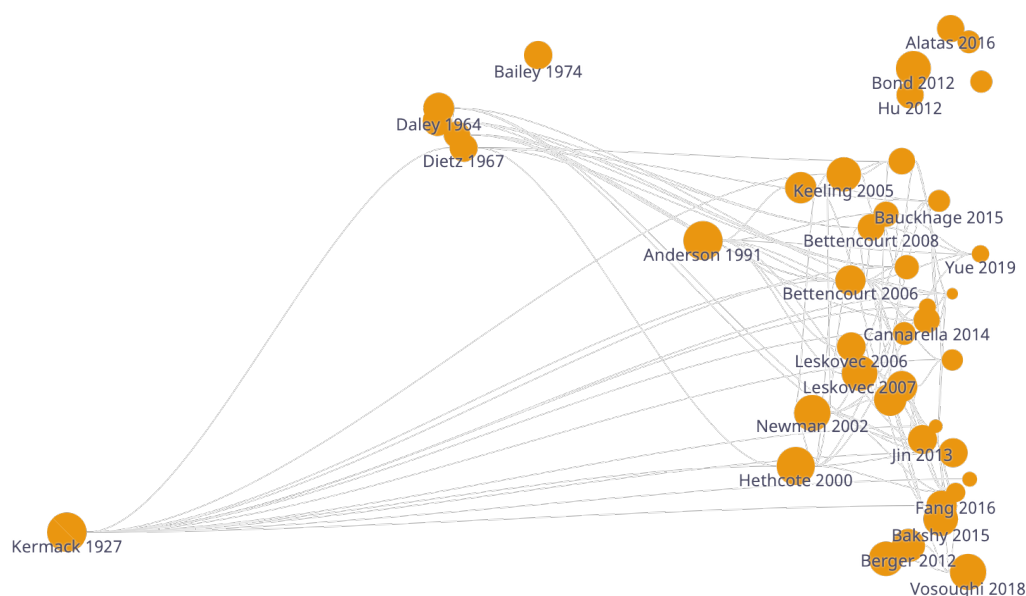 Alatas 2016
Bailey 1974
Bond 2012
Hu 2012
Daley 1964
Dietz 1967
Keeling 2005
Bauckhage 2015
Bettencourt 2008
Anderson 1991
Yue 2019
Bettencourt 2006
Cannarella 2014
Leskovec 2006
Leskovec 2007
Newman 2002
Jin 2013
Hethcote 2000
Fang 2016
Bakshy 2015
Kermack 1927
Berger 2012
Vosoughi 2018